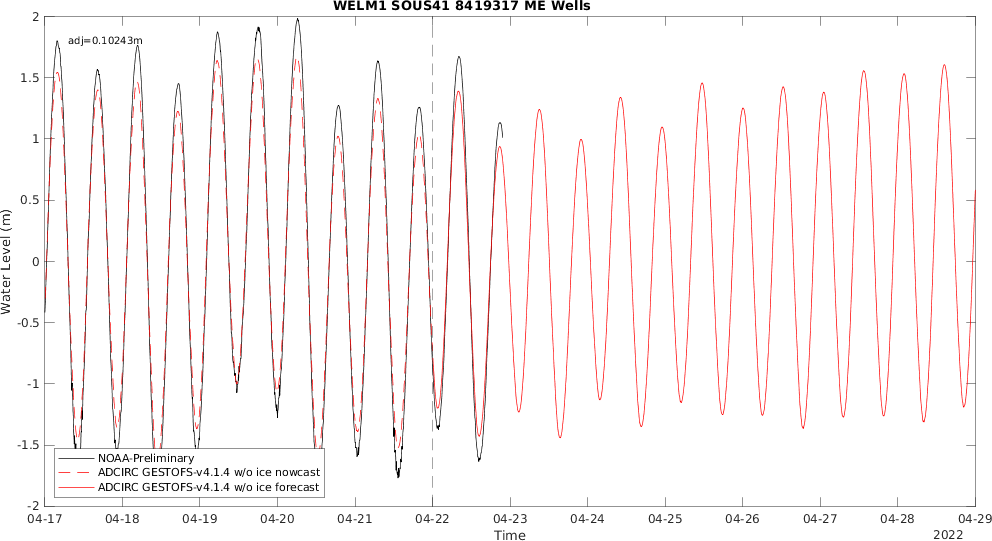 WELM1 SOUS41 8419317 ME Wells
adj=0.10243m
2
1.5
1
0.5
0
-0.5
-1
-1.5
-2
Water Level (m)
NOAA-Preliminary
ADCIRC GESTOFS-v4.1.4 w/o ice nowcast
ADCIRC GESTOFS-v4.1.4 w/o ice forecast
04-17 04-18 04-19 04-20 04-21 04-22 04-23 04-24 04-25 04-26 04-27 04-28 04-29
Time
2022